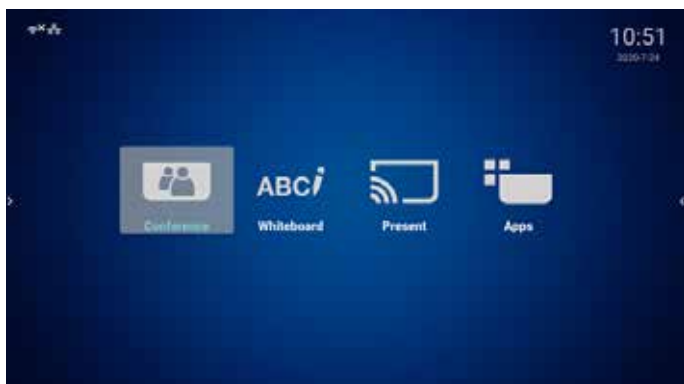 10:51
2020-7-24
ABC
Conference
Whiteboard
Present
Apps